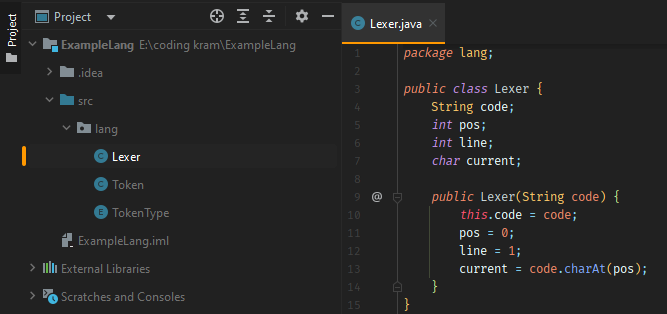 Project
Project
ExampleLang E:\coding kram\ExampleLang
.idea
src
lang
Lexer
Token
TokenType
ExampleLang.iml
External Libraries
Scratches and Consoles
Lexer.java
1 package lang;
2
3 public class Lexer {
4 String code;
5 int pos;
6 int line;
7 char current;
8
9 @ public Lexer(String code) {
10 this.code = code;
11 pos = 0;
12 line = 1;
13 current = code.charAt(pos);
14 }
15 }